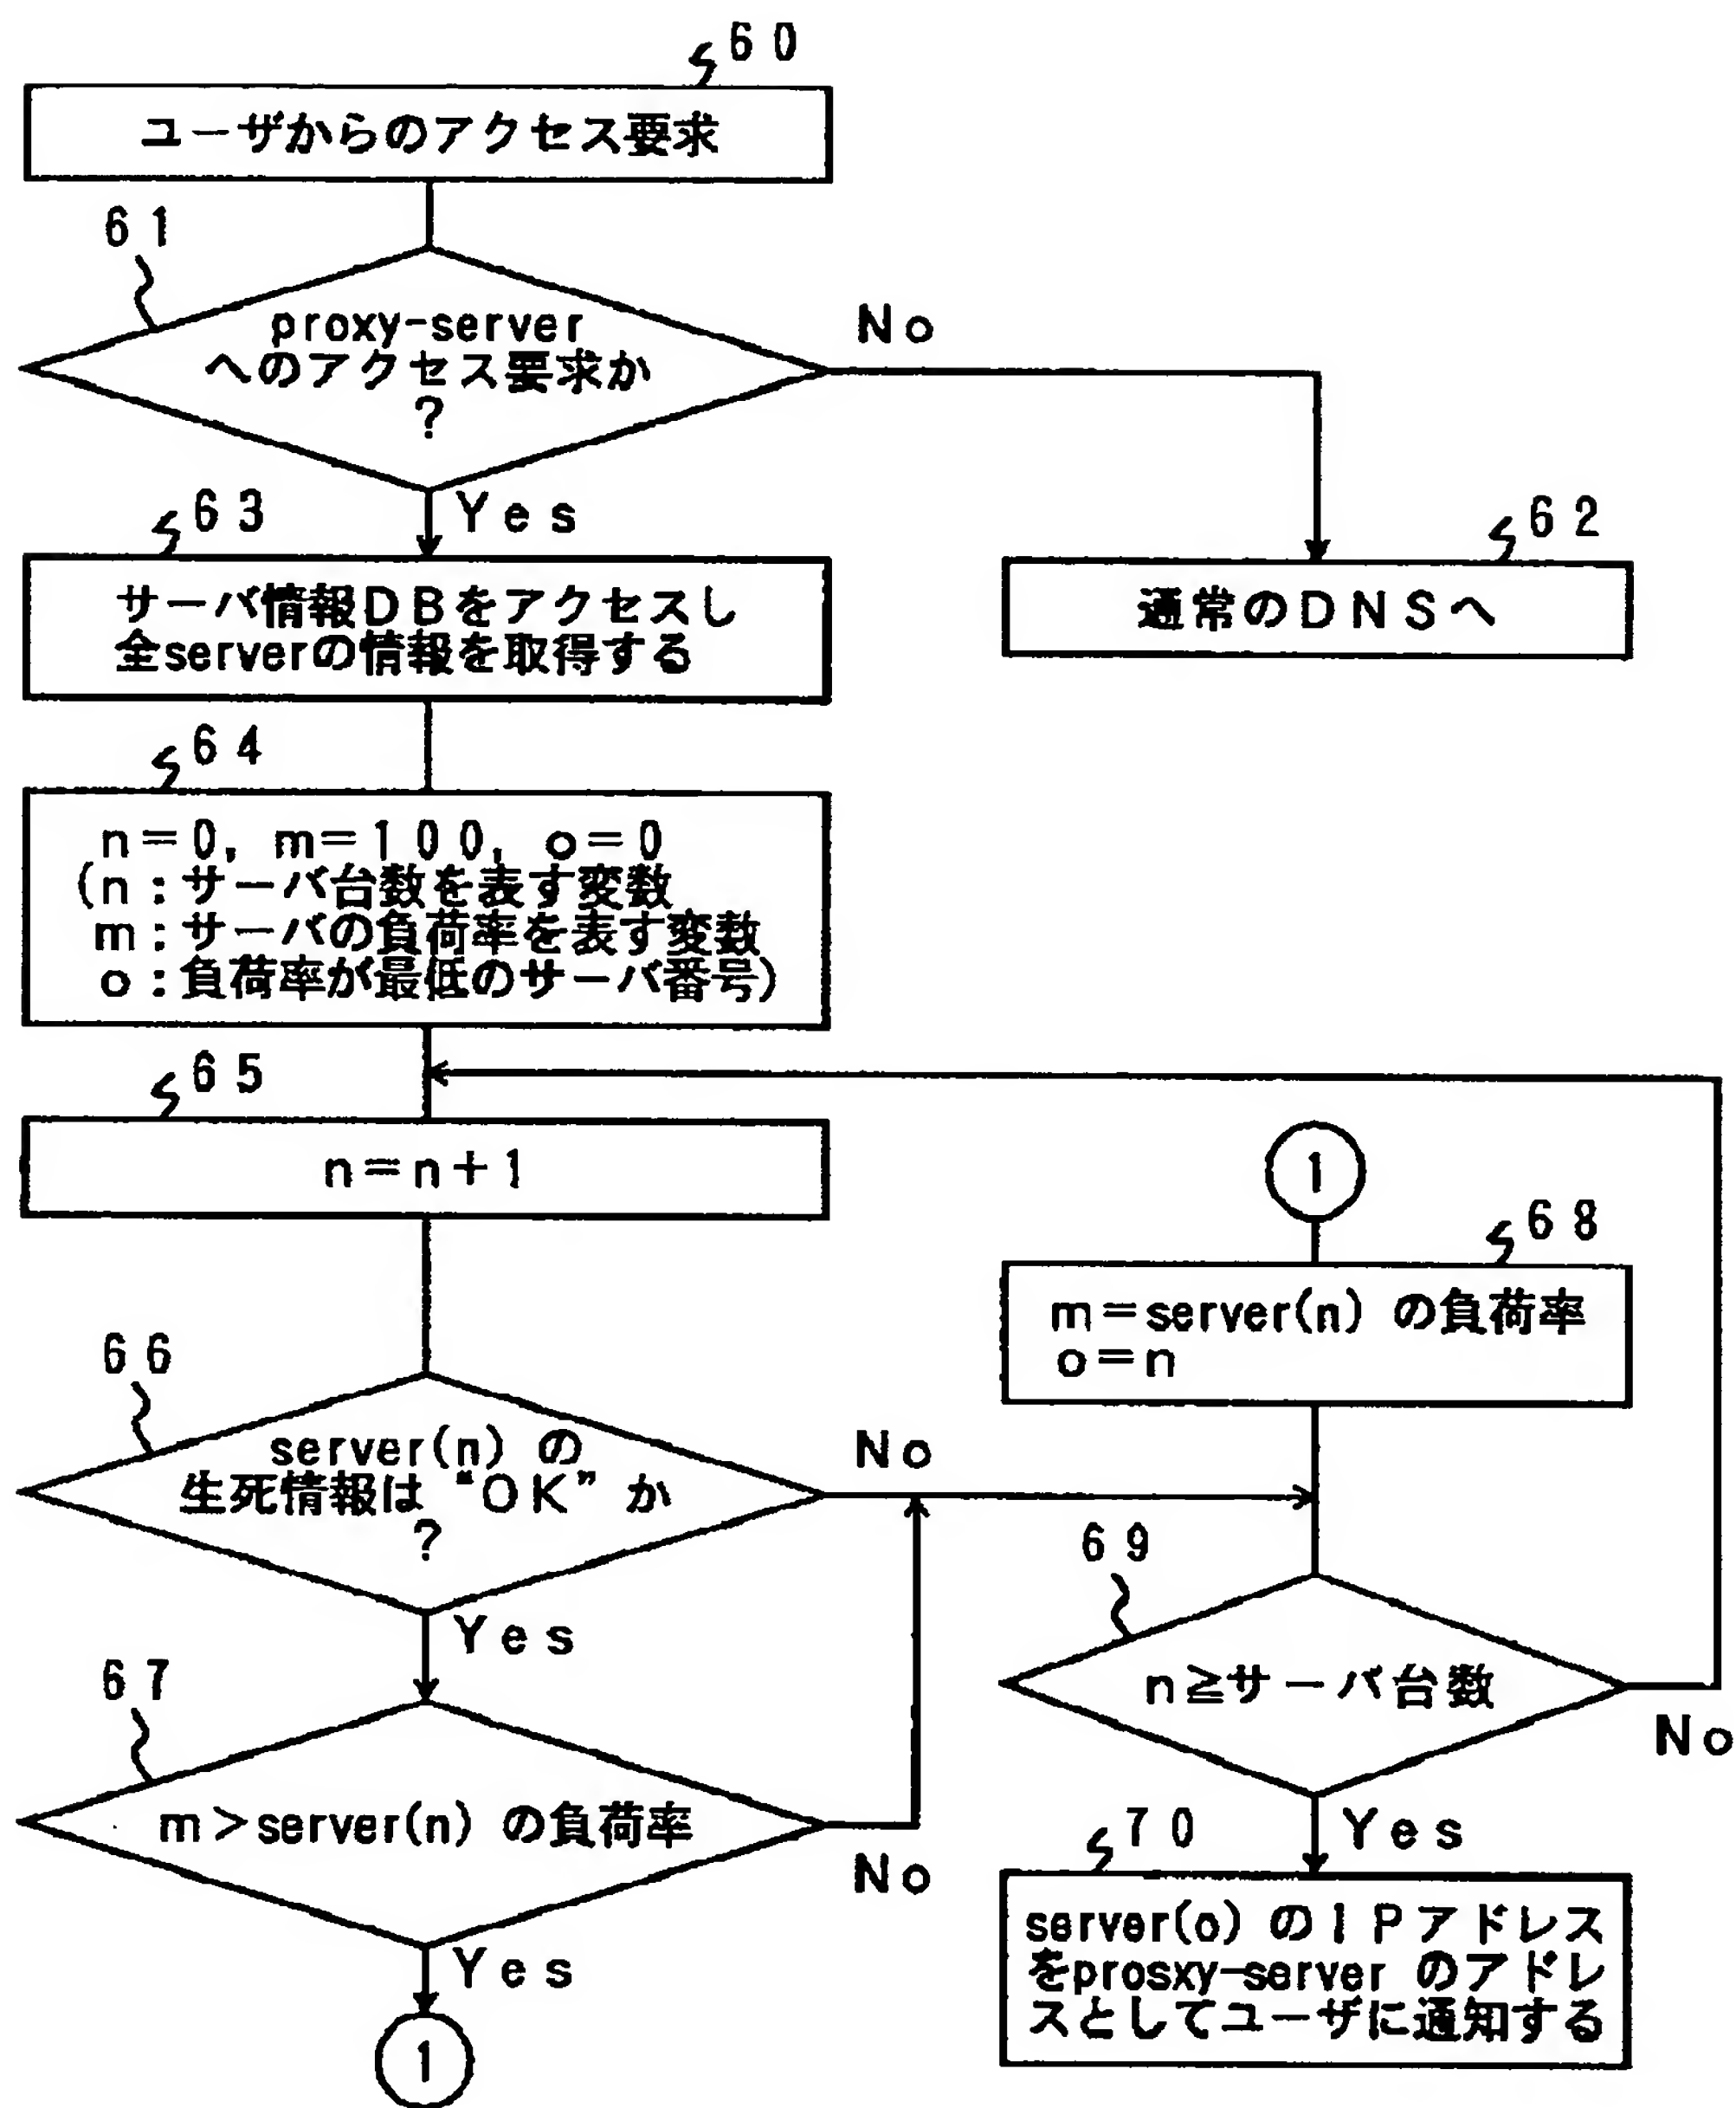 60
ユーザからのアクセス要求
61
proxy-server
へのアクセス要求か
?
No
Yes
62
通常のDNSへ
63
サーバ情報DBをアクセスし
全serverの情報を取得する
64
n=0, m=100, o=0
(n:サーバ台数を表す変数
m:サーバの負荷率を表す変数
o:負荷率が最低のサーバ番号)
65
n=n+1
66
server(n) の
生死情報は “OK” か
?
No
Yes
67
m>server(n) の負荷率
No
Yes
1
1
68
m=server(n) の負荷率
o=n
69
n≧サーバ台数
No
Yes
70
server(o) のIPアドレス
をprosxy-server のアドレ
スとしてユーザに通知する